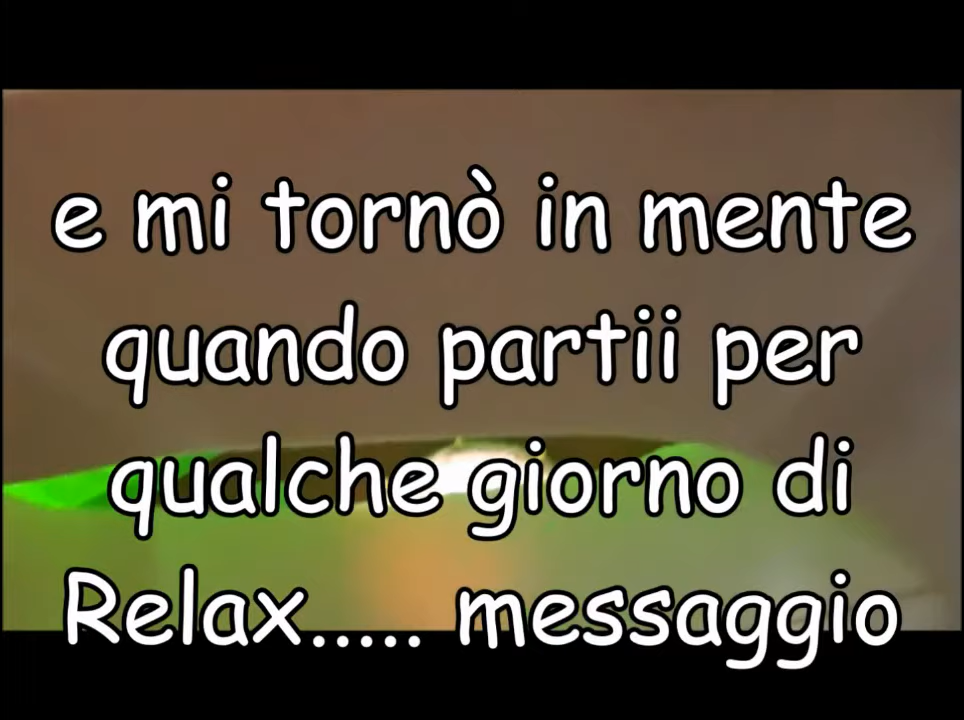 e mi tornò in mente
quando partii per
qualche giorno di
Relax..... messaggio